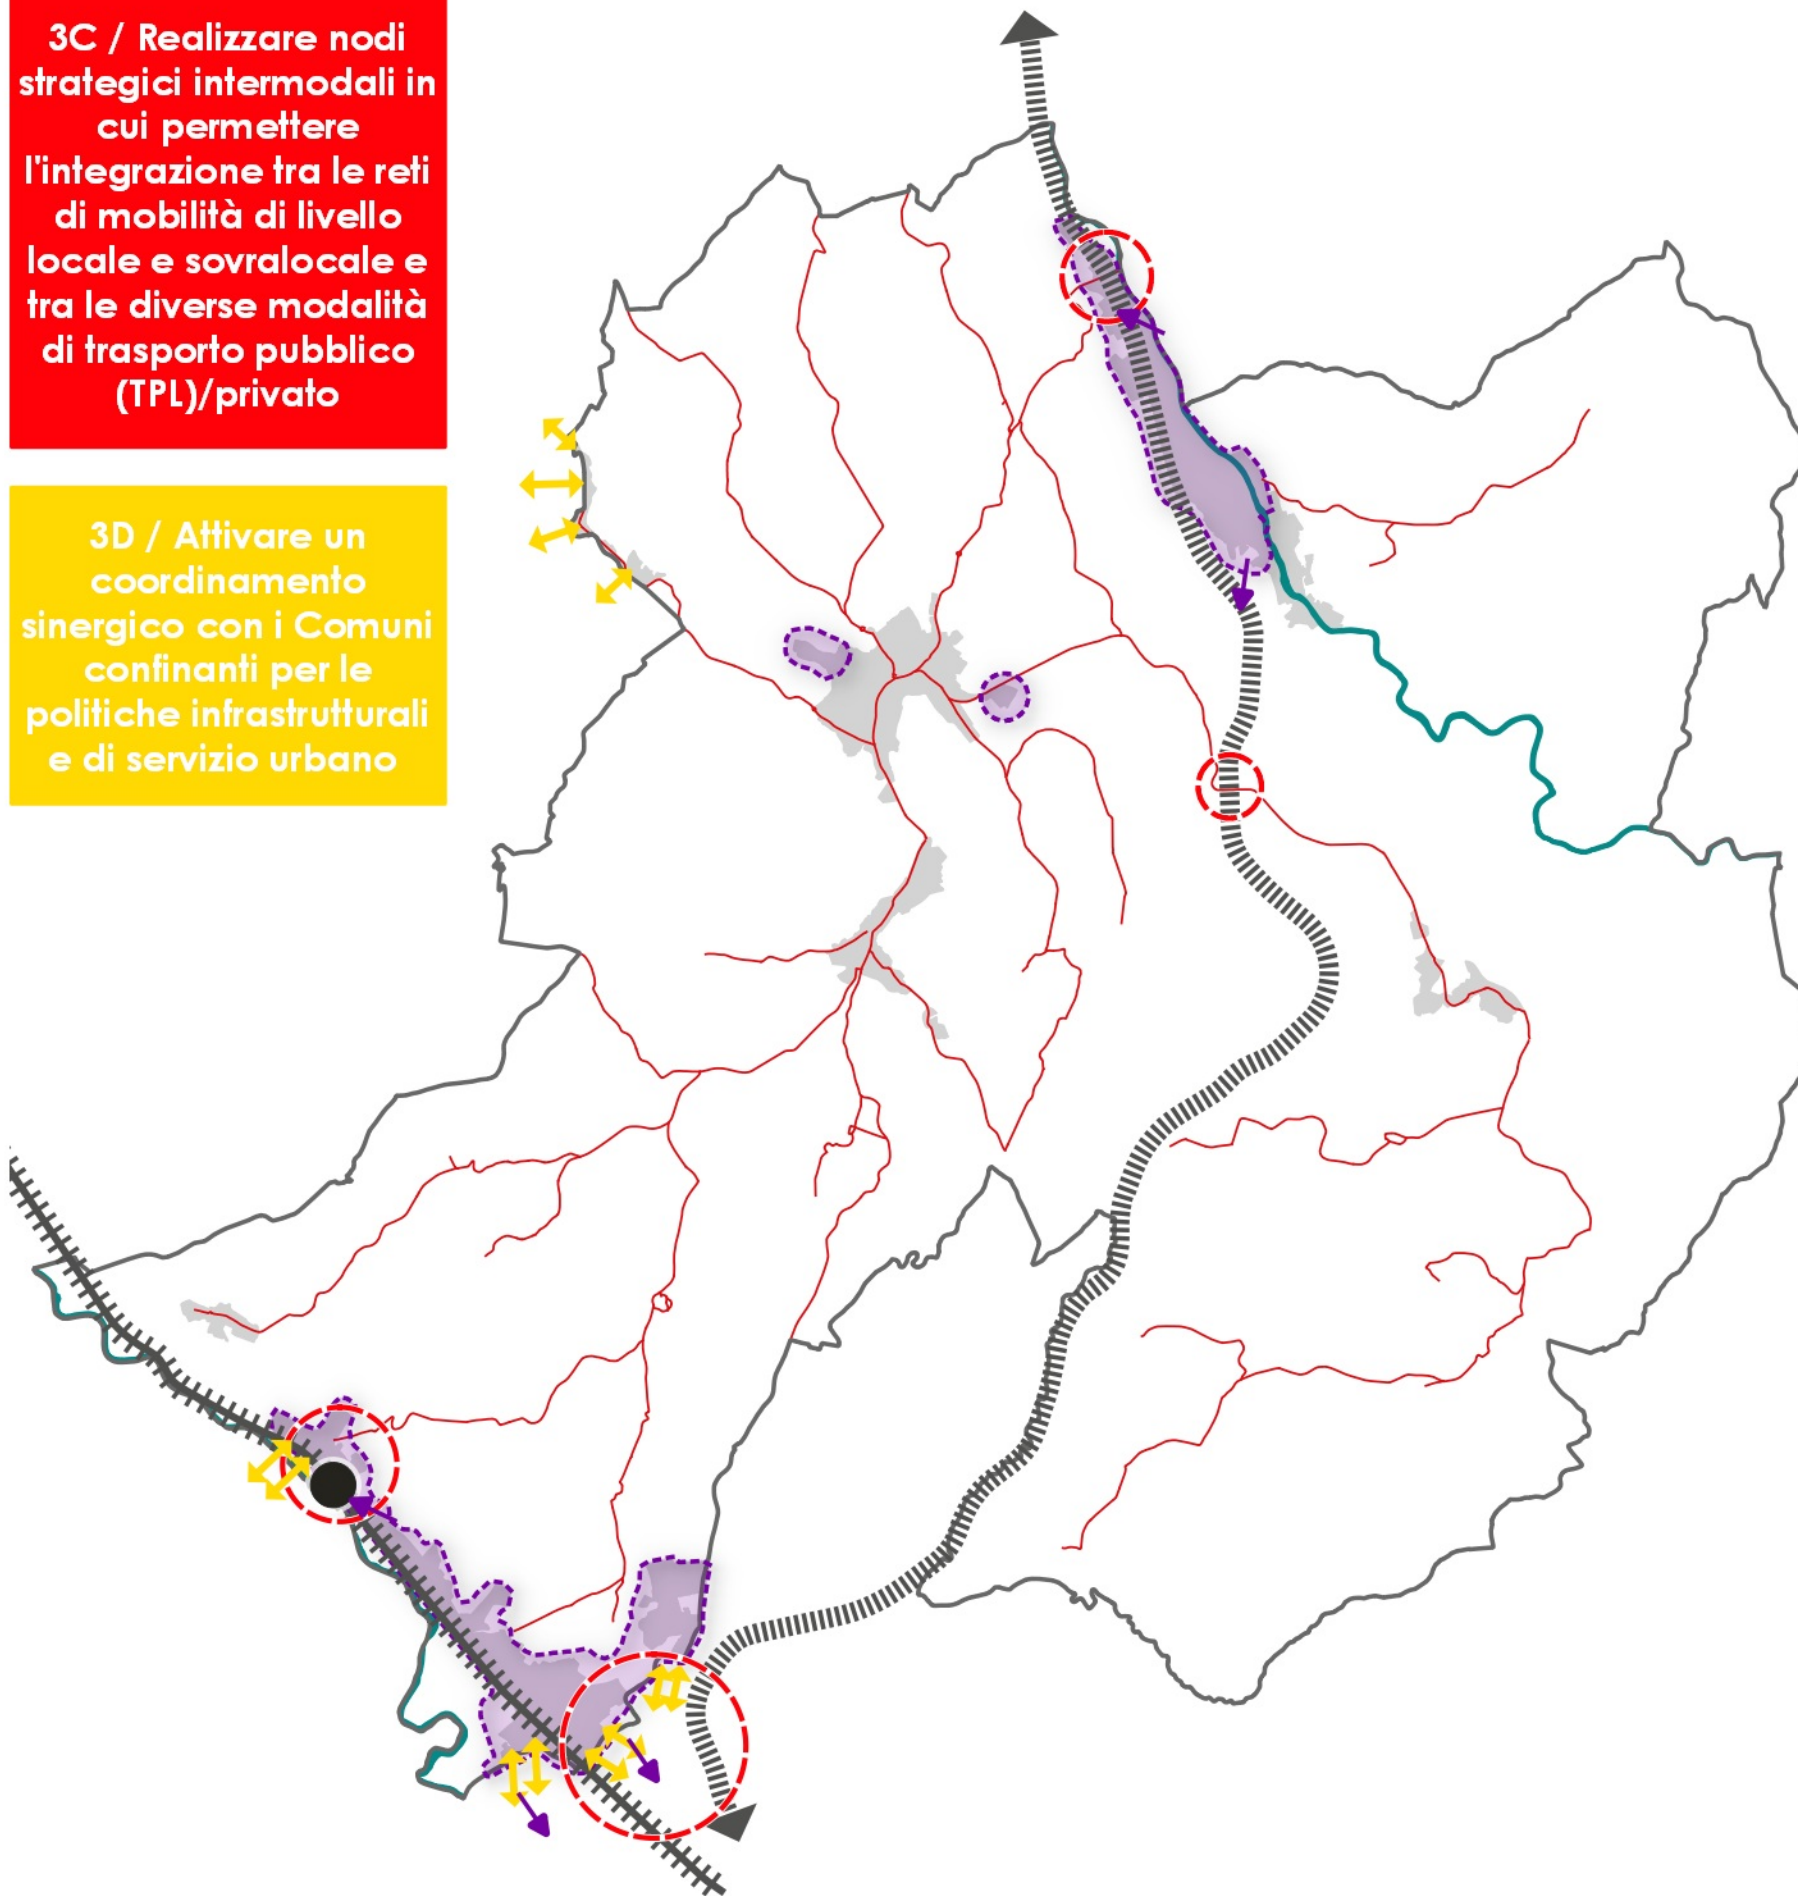 3C / Realizzare nodi
strategici intermodali in
cui permettere
l'integrazione tra le reti
di mobilità di livello
locale e sovralocale e
tra le diverse modalità
di trasporto pubblico
(TPL)/privato
3D / Attivare un
coordinamento
sinergico con i Comuni
confinanti per le
politiche infrastrutturali
e di servizio urbano